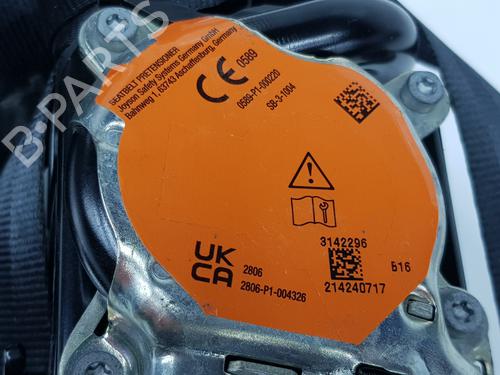 SEATBELT PRETENSIONER
Joyson Safety Systems Germany GmbH
Bahnweg 1, 63743 Aschaffenburg, Germany
CE 0589
0589-P1-000220
SB-3-1004
UK
CA
2806
2806-P1-004326
3142296
B16
214240717
B-Parts